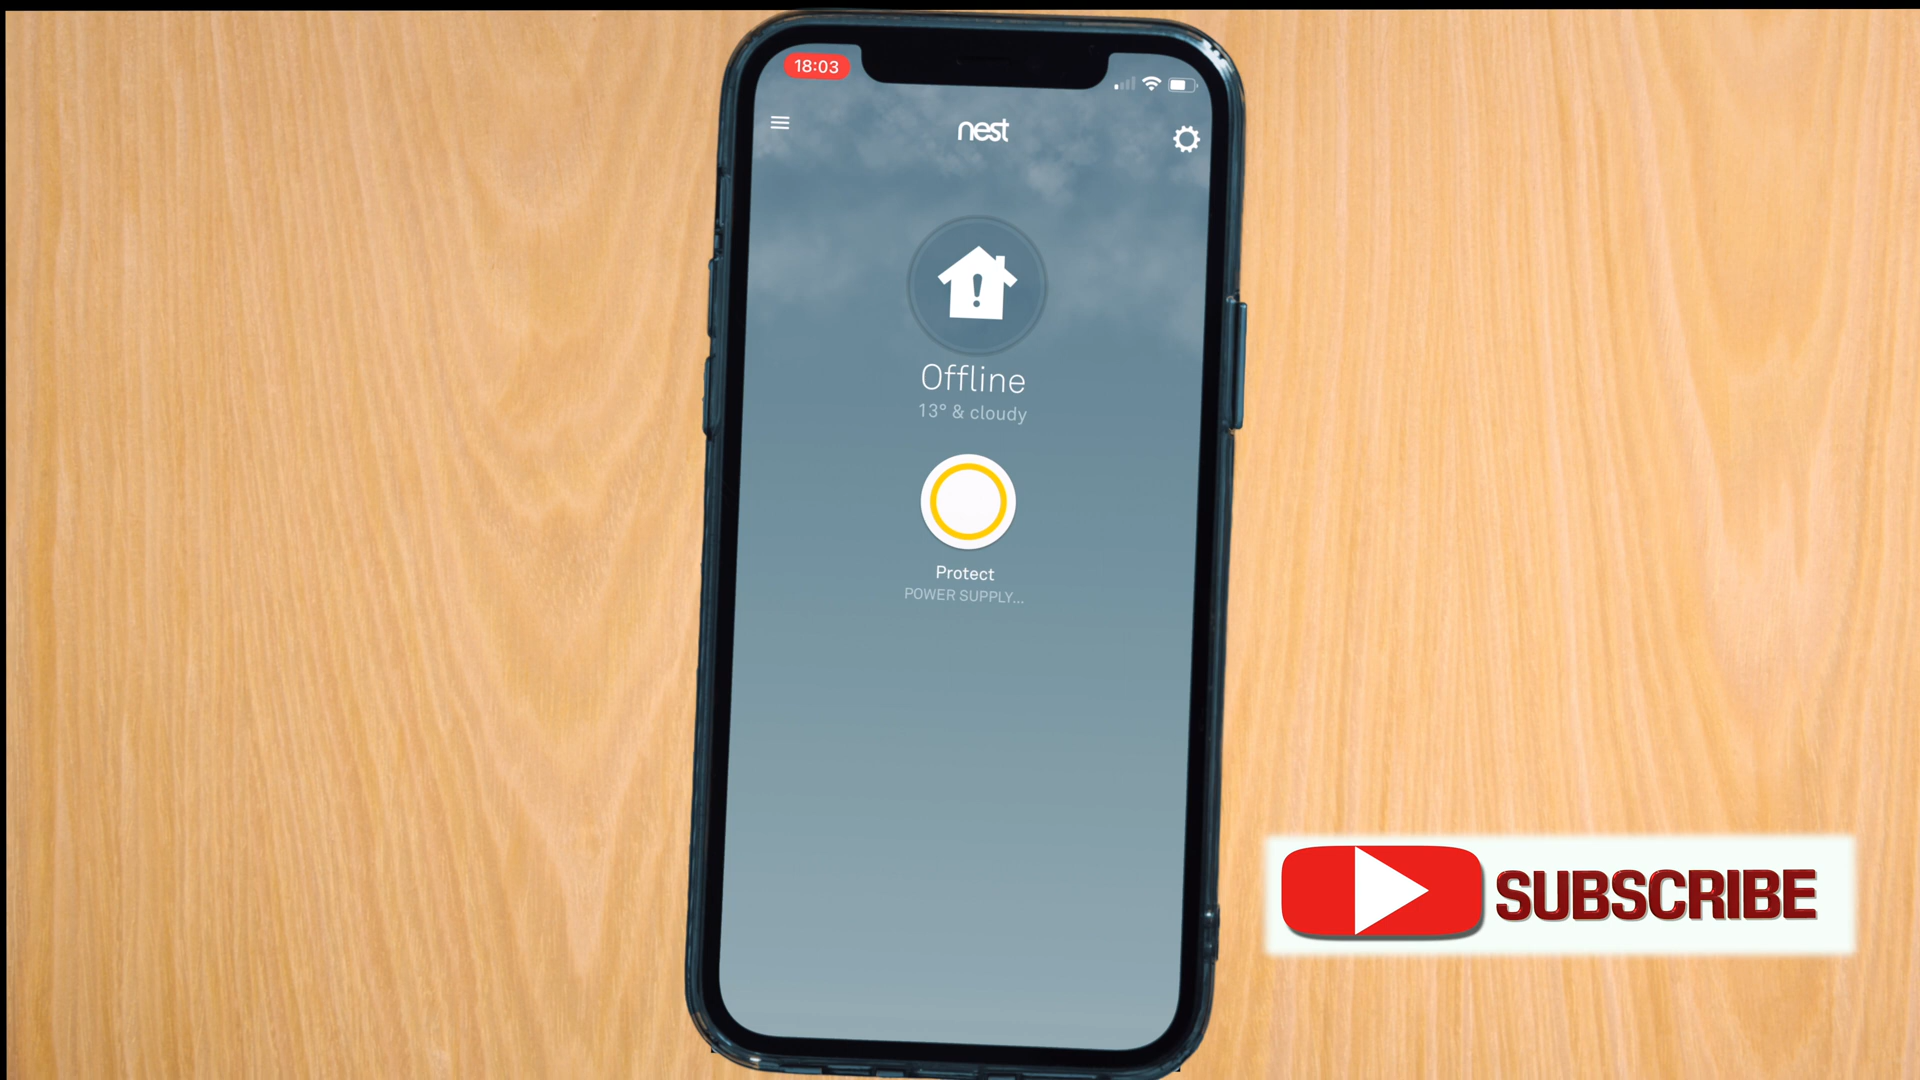 18:03
nest
Offline
13° & cloudy
Protect
POWER SUPPLY...
SUBSCRIBE